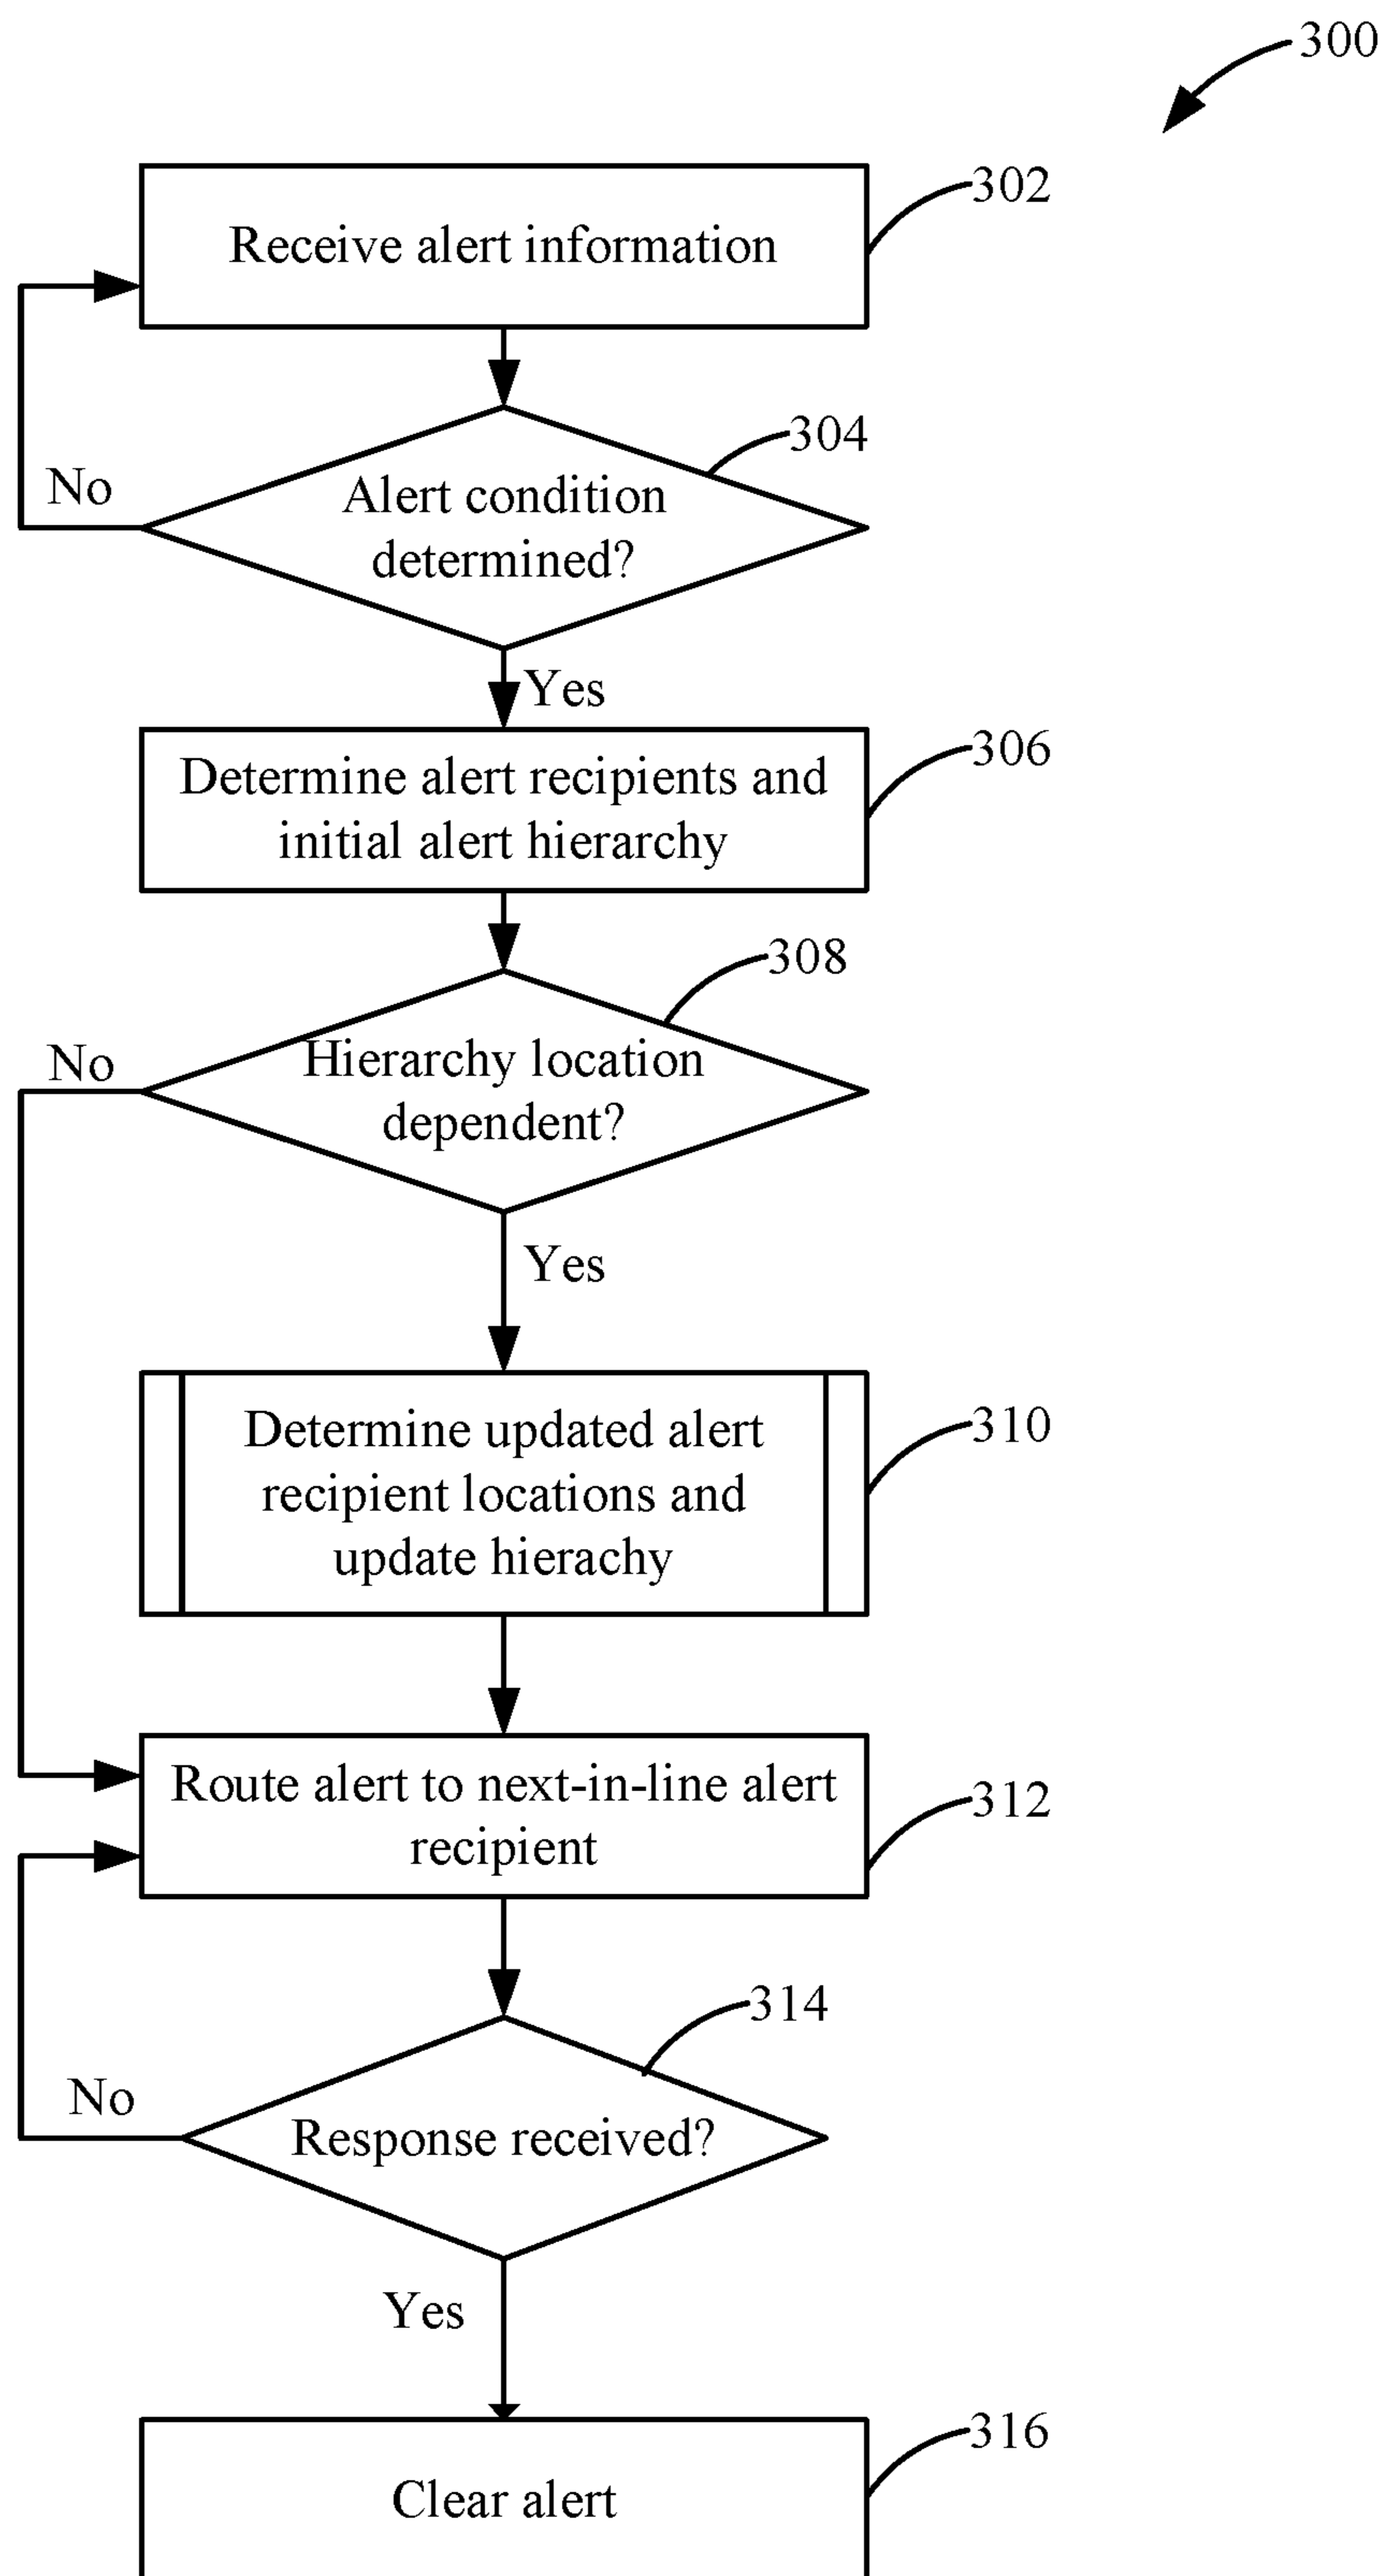 300
302
Receive alert information
304
No
Alert condition
determined?
Yes
306
Determine alert recipients and
initial alert hierarchy
308
No
Hierarchy location
dependent?
Yes
310
Determine updated alert
recipient locations and
update hierachy
312
Route alert to next-in-line alert
recipient
314
No
Response received?
Yes
316
Clear alert